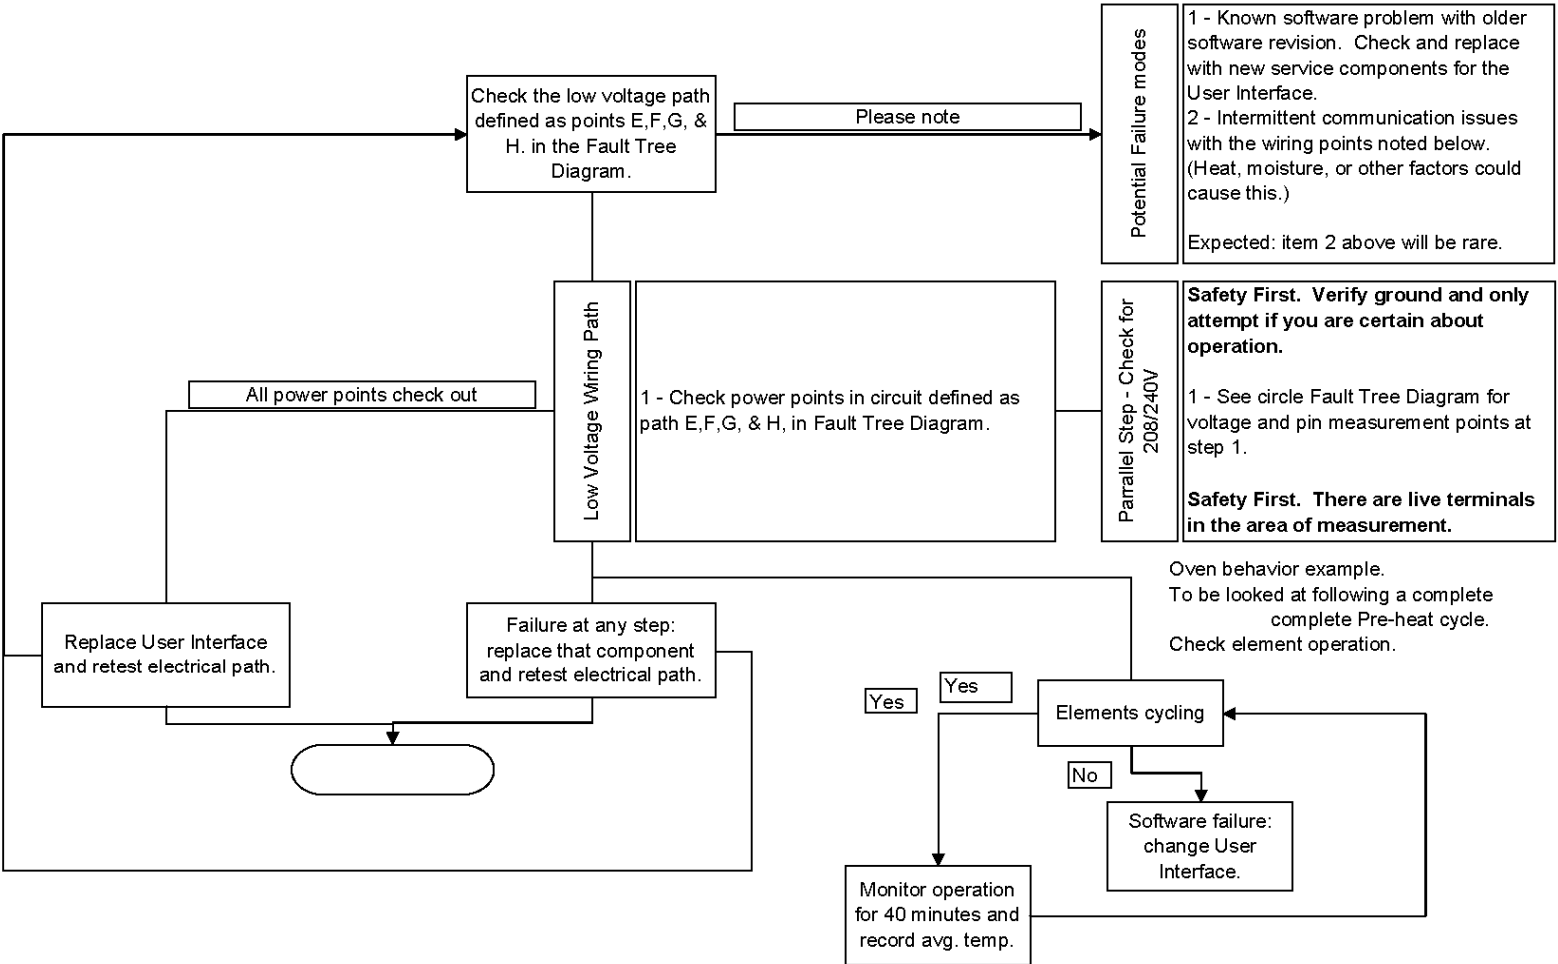 Check the low voltage path
defined as points E,F,G, &
H. in the Fault Tree
Diagram.
Please note
Potential Failure modes
1 - Known software problem with older
software revision.  Check and replace
with new service components for the
User Interface.
2 - Intermittent communication issues
with the wiring points noted below.
(Heat, moisture, or other factors could
cause this.)
Expected: item 2 above will be rare.
All power points check out
Low Voltage Wiring Path
1 - Check power points in circuit defined as
path E,F,G, & H, in Fault Tree Diagram.
Parrallel Step - Check for
208/240V
Safety First.  Verify ground and only
attempt if you are certain about
operation.
1 - See circle Fault Tree Diagram for
voltage and pin measurement points at
step 1.
Safety First.  There are live terminals
in the area of measurement.
Oven behavior example.
To be looked at following a complete
complete Pre-heat cycle.
Check element operation.
Replace User Interface
and retest electrical path.
Failure at any step:
replace that component
and retest electrical path.
Yes
Yes
Elements cycling
No
Software failure:
change User
Interface.
Monitor operation
for 40 minutes and
record avg. temp.